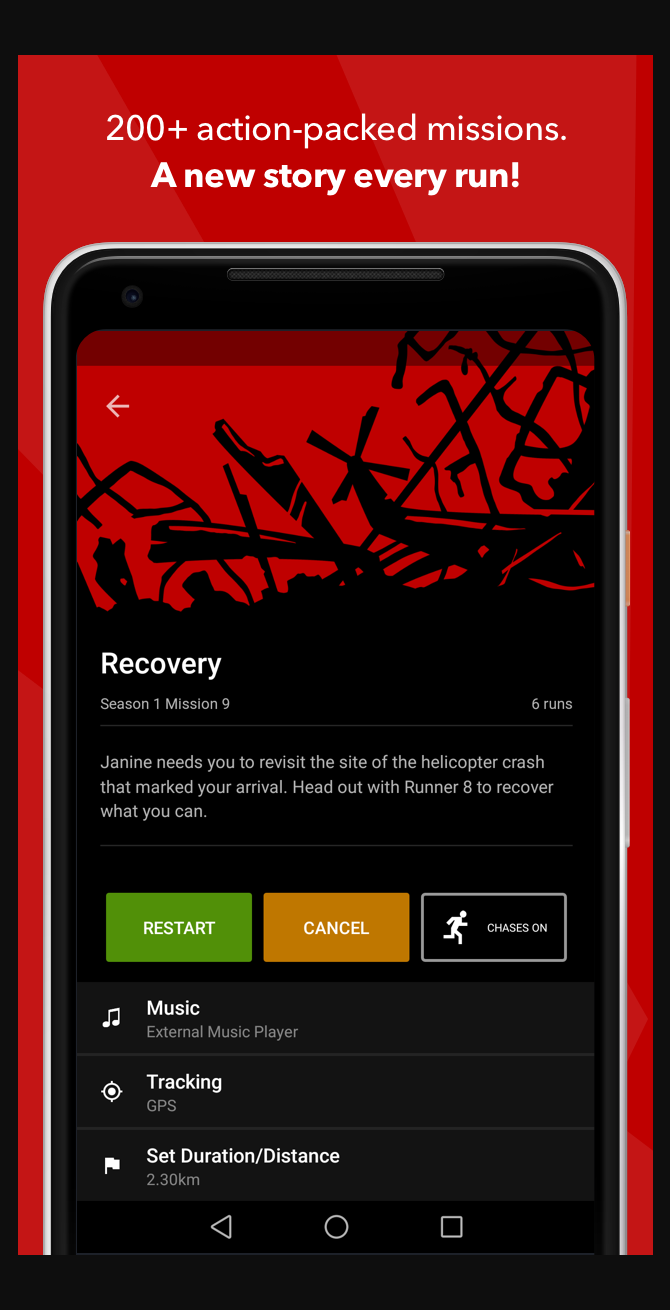 200+ action-packed missions.
A new story every run!
Recovery
Season 1 Mission 9
6 runs
Janine needs you to revisit the site of the helicopter crash
that marked your arrival. Head out with Runner 8 to recover
what you can.
RESTART
CANCEL
CHASES ON
Music
External Music Player
Tracking
GPS
Set Duration/Distance
2.30km